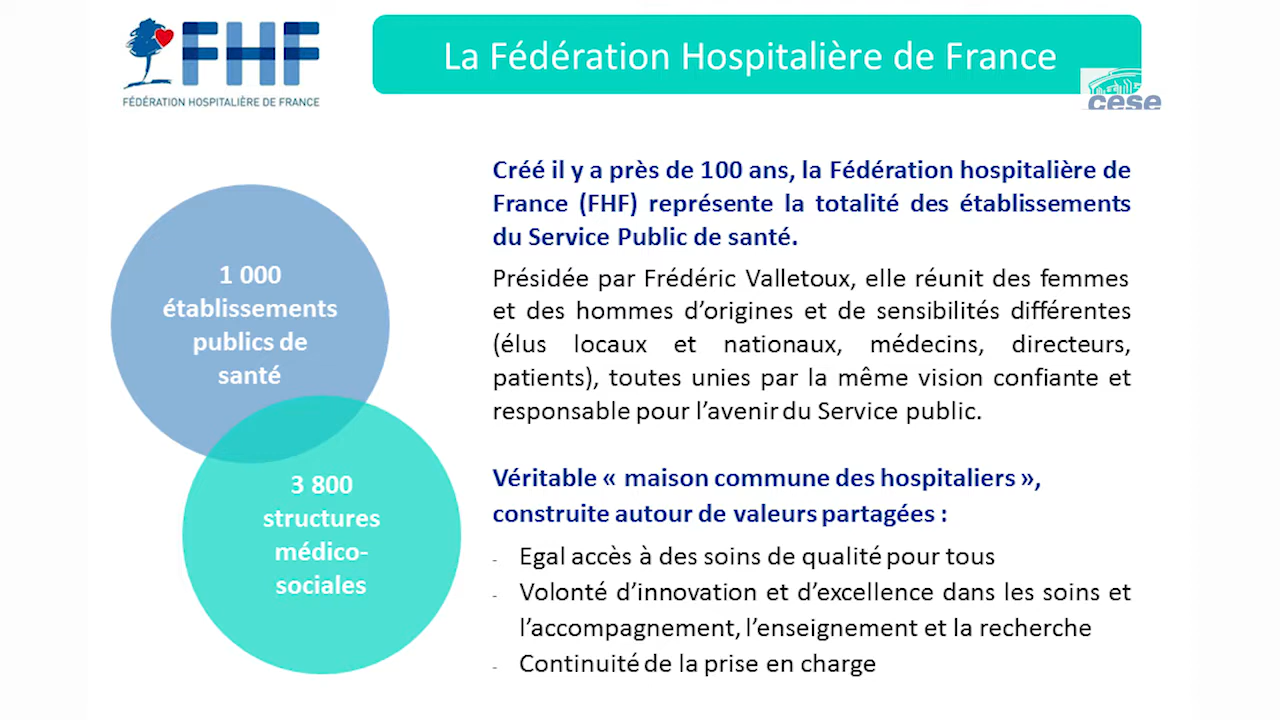 FHF
FÉDÉRATION HOSPITALIÈRE DE FRANCE
La Fédération Hospitalière de France
cese
1 000
établissements
publics de
santé
3 800
structures
médico-
sociales
Créé il y a près de 100 ans, la Fédération hospitalière de
France (FHF) représente la totalité des établissements
du Service Public de santé.
Présidée par Frédéric Valletoux, elle réunit des femmes
et des hommes d’origines et de sensibilités différentes
(élus locaux et nationaux, médecins, directeurs,
patients), toutes unies par la même vision confiante et
responsable pour l’avenir du Service public.
Véritable « maison commune des hospitaliers »,
construite autour de valeurs partagées :
- Egal accès à des soins de qualité pour tous
- Volonté d’innovation et d’excellence dans les soins et
l’accompagnement, l’enseignement et la recherche
- Continuité de la prise en charge